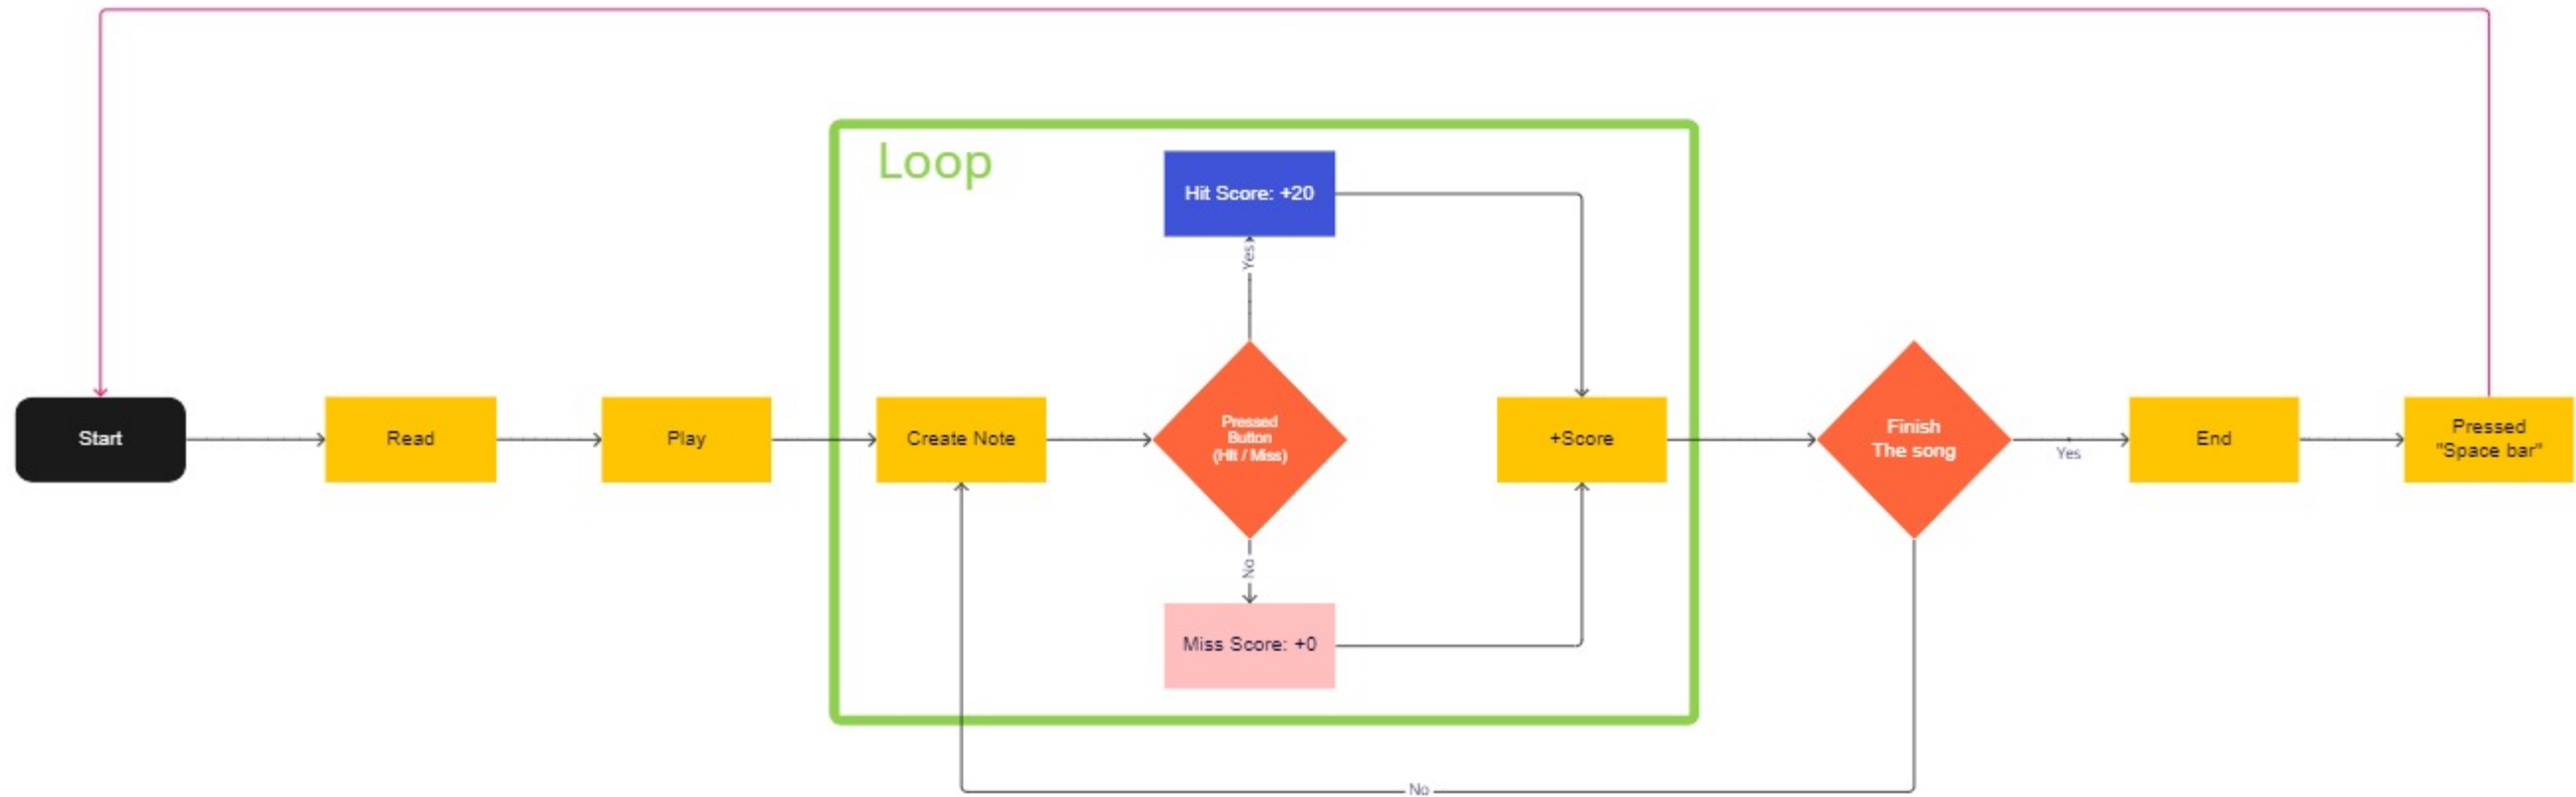 Loop
Hit Score: +20
Yes
Start
Read
Play
Create Note
Pressed
Button
(Hit / Miss)
+Score
Finish
The song
Yes
End
Pressed
"Space bar"
No
Miss Score: +0
No